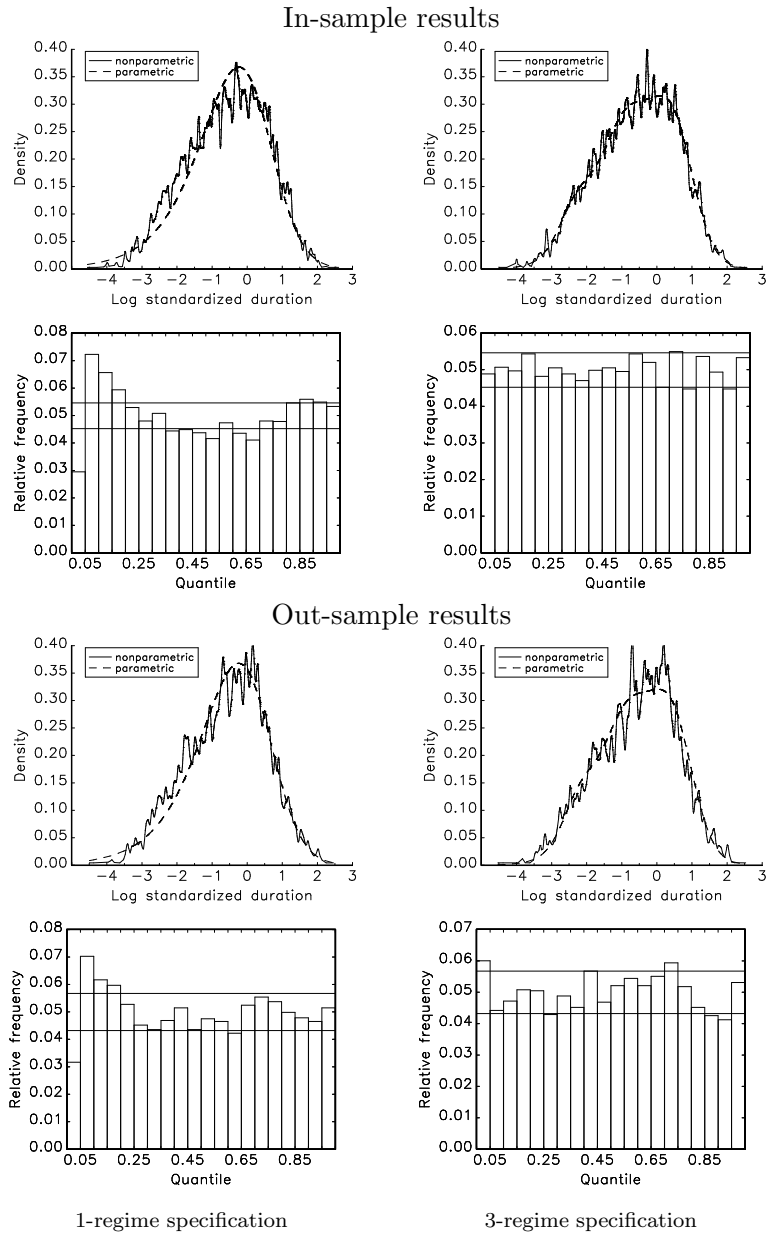 In-sample results
nonparametric
parametric
0.40
0.35
0.30
0.25
0.20
0.15
0.10
0.05
0.00
Density
−4 −3 −2 −1 0 1 2 3
Log standardized duration
nonparametric
parametric
0.40
0.35
0.30
0.25
0.20
0.15
0.10
0.05
0.00
Density
−4 −3 −2 −1 0 1 2 3
Log standardized duration
0.08
0.07
0.06
0.05
0.04
0.03
0.02
0.01
0.00
Relative frequency
0.05 0.25 0.45 0.65 0.85
Quantile
0.06
0.05
0.04
0.03
0.02
0.01
0.00
Relative frequency
0.05 0.25 0.45 0.65 0.85
Quantile
Out-sample results
nonparametric
parametric
0.40
0.35
0.30
0.25
0.20
0.15
0.10
0.05
0.00
Density
−4 −3 −2 −1 0 1 2 3
Log standardized duration
nonparametric
parametric
0.40
0.35
0.30
0.25
0.20
0.15
0.10
0.05
0.00
Density
−4 −3 −2 −1 0 1 2 3
Log standardized duration
0.08
0.07
0.06
0.05
0.04
0.03
0.02
0.01
0.00
Relative frequency
0.05 0.25 0.45 0.65 0.85
Quantile
0.07
0.06
0.05
0.04
0.03
0.02
0.01
0.00
Relative frequency
0.05 0.25 0.45 0.65 0.85
Quantile
1-regime specification
3-regime specification